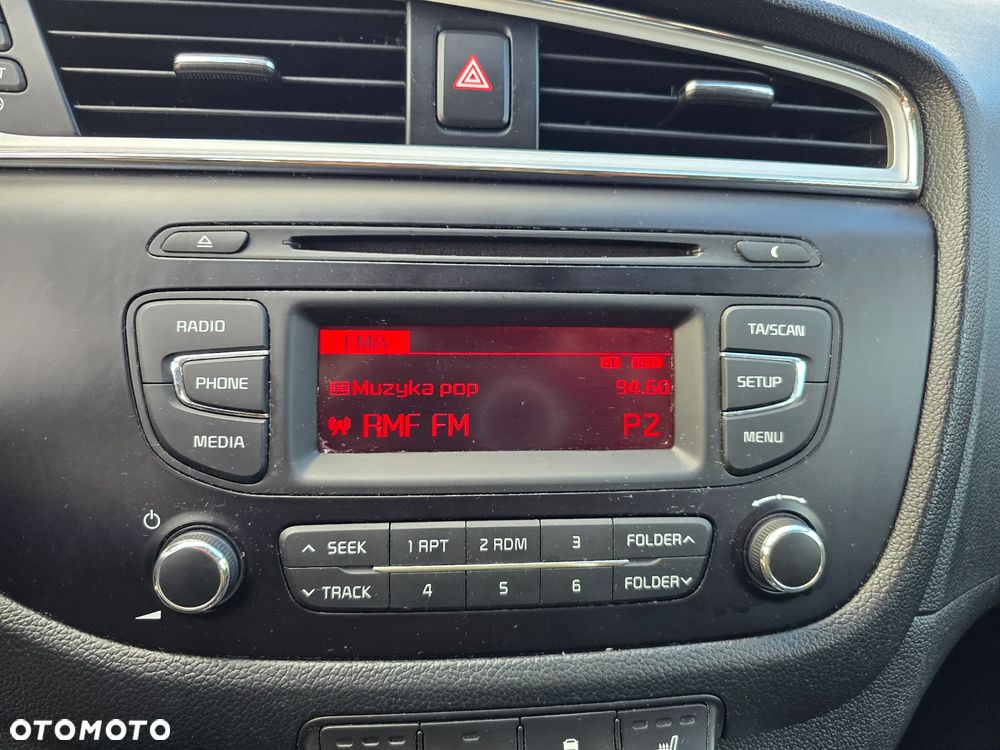 RADIO
PHONE
MEDIA
FMA
Muzyka pop 94.60
RMF FM P2
TA/SCAN
SETUP
MENU
SEEK 1 RPT 2 RDM 3 FOLDER
TRACK 4 5 6 FOLDER
OTOMOTO